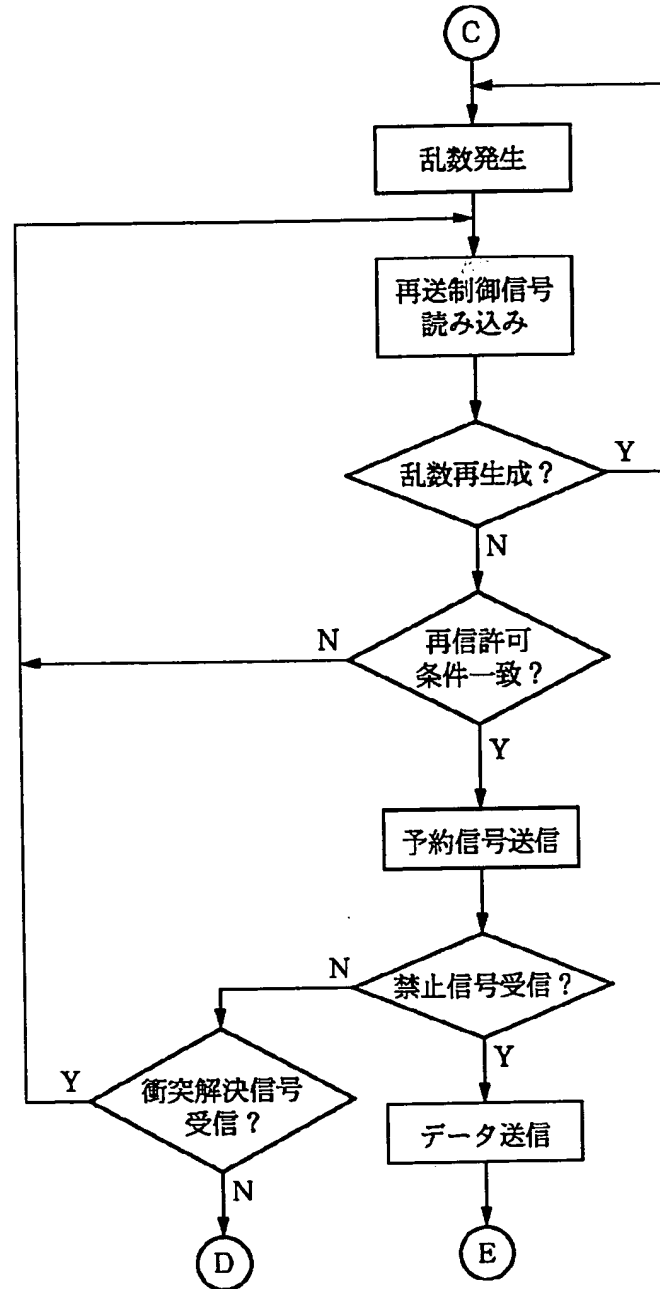 C
乱数発生
再送制御信号
読み込み
乱数再生成?
Y
N
再信許可
条件一致?
N
Y
予約信号送信
禁止信号受信?
N
Y
衝突解決信号
受信?
Y
N
データ送信
D
E